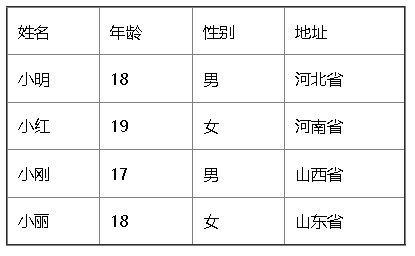 姓名 年龄 性别 地址
小明 18 男 河北省
小红 19 女 河南省
小刚 17 男 山西省
小丽 18 女 山东省